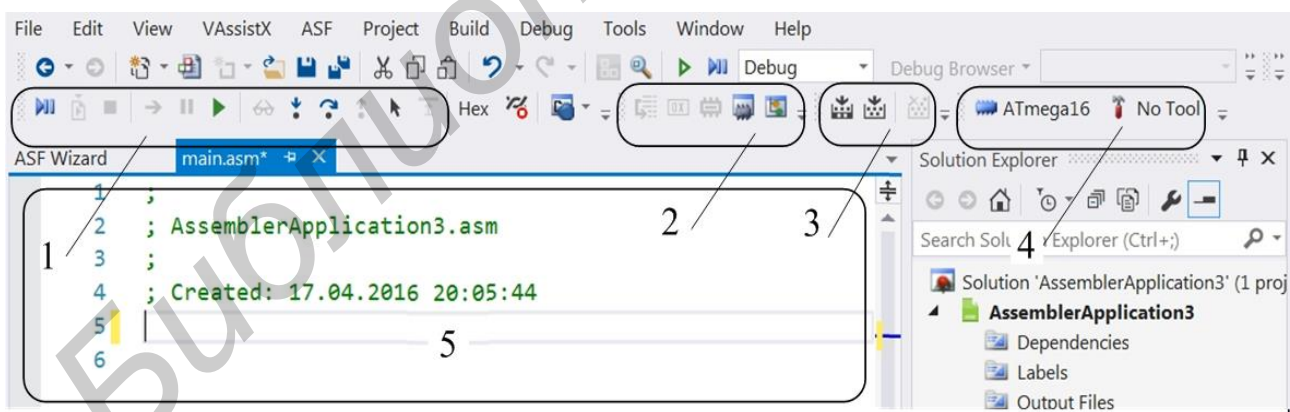 File Edit View VAssistX ASF Project Build Debug Tools Window Help
Debug Debug Browser
Hex ATmega16 No Tool
ASF Wizard main.asm* Solution Explorer
1 ;
2 ; AssemblerApplication3.asm
3 ;
4 ; Created: 17.04.2016 20:05:44
5
6
Search Solu Explorer (Ctrl+;)
Solution 'AssemblerApplication3' (1 proj
AssemblerApplication3
Dependencies
Labels
Output Files
1
2
3
4
5
Библио